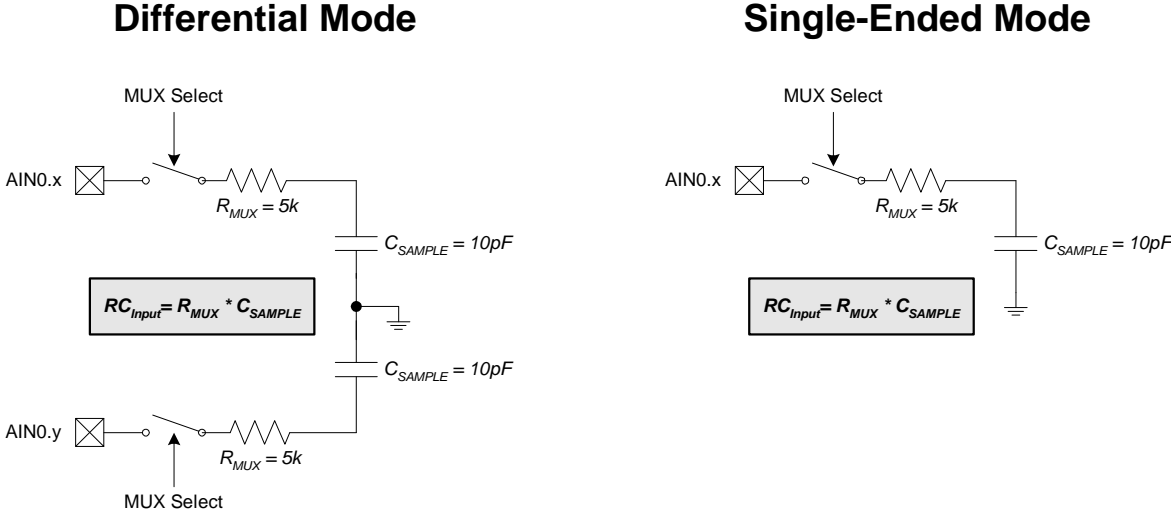 Differential Mode
MUX Select
AIN0.x
R_MUX = 5k
C_SAMPLE = 10pF
RC_Input= R_MUX * C_SAMPLE
C_SAMPLE = 10pF
AIN0.y
R_MUX = 5k
MUX Select
Single-Ended Mode
MUX Select
AIN0.x
R_MUX = 5k
C_SAMPLE = 10pF
RC_Input= R_MUX * C_SAMPLE